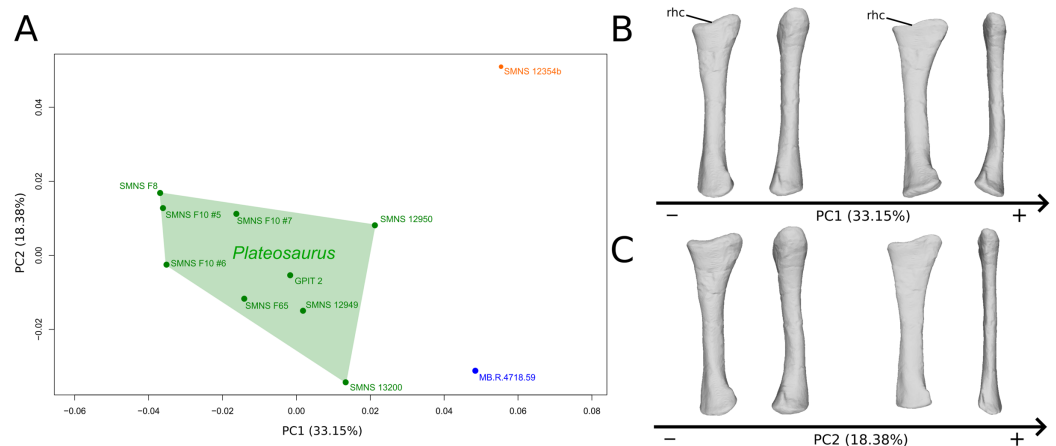 A
PC2 (18.38%)
0.04
0.02
0.00
−0.02
SMNS 12354b
SMNS F8
SMNS F10 #5
SMNS F10 #7
SMNS 12950
Plateosaurus
SMNS F10 #6
GPIT 2
SMNS F65
SMNS 12949
MB.R.4718.59
SMNS 13200
−0.06
−0.04
−0.02
0.00
0.02
0.04
0.06
0.08
PC1 (33.15%)
B
rhc
rhc
−
PC1 (33.15%)
+
C
−
PC2 (18.38%)
+